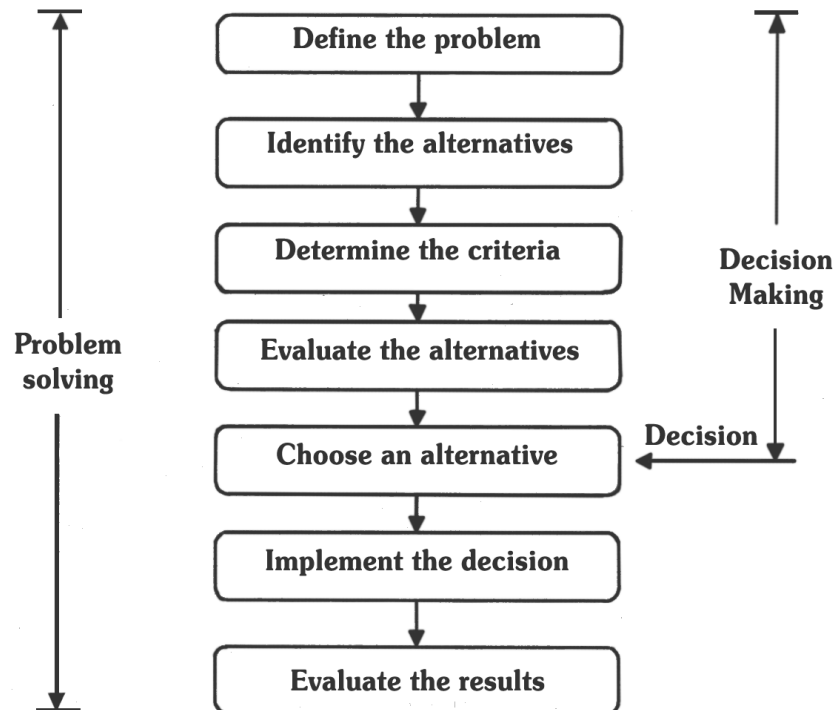 Define the problem
Identify the alternatives
Determine the criteria
Evaluate the alternatives
Choose an alternative
Implement the decision
Evaluate the results
Problem
solving
Decision
Making
Decision